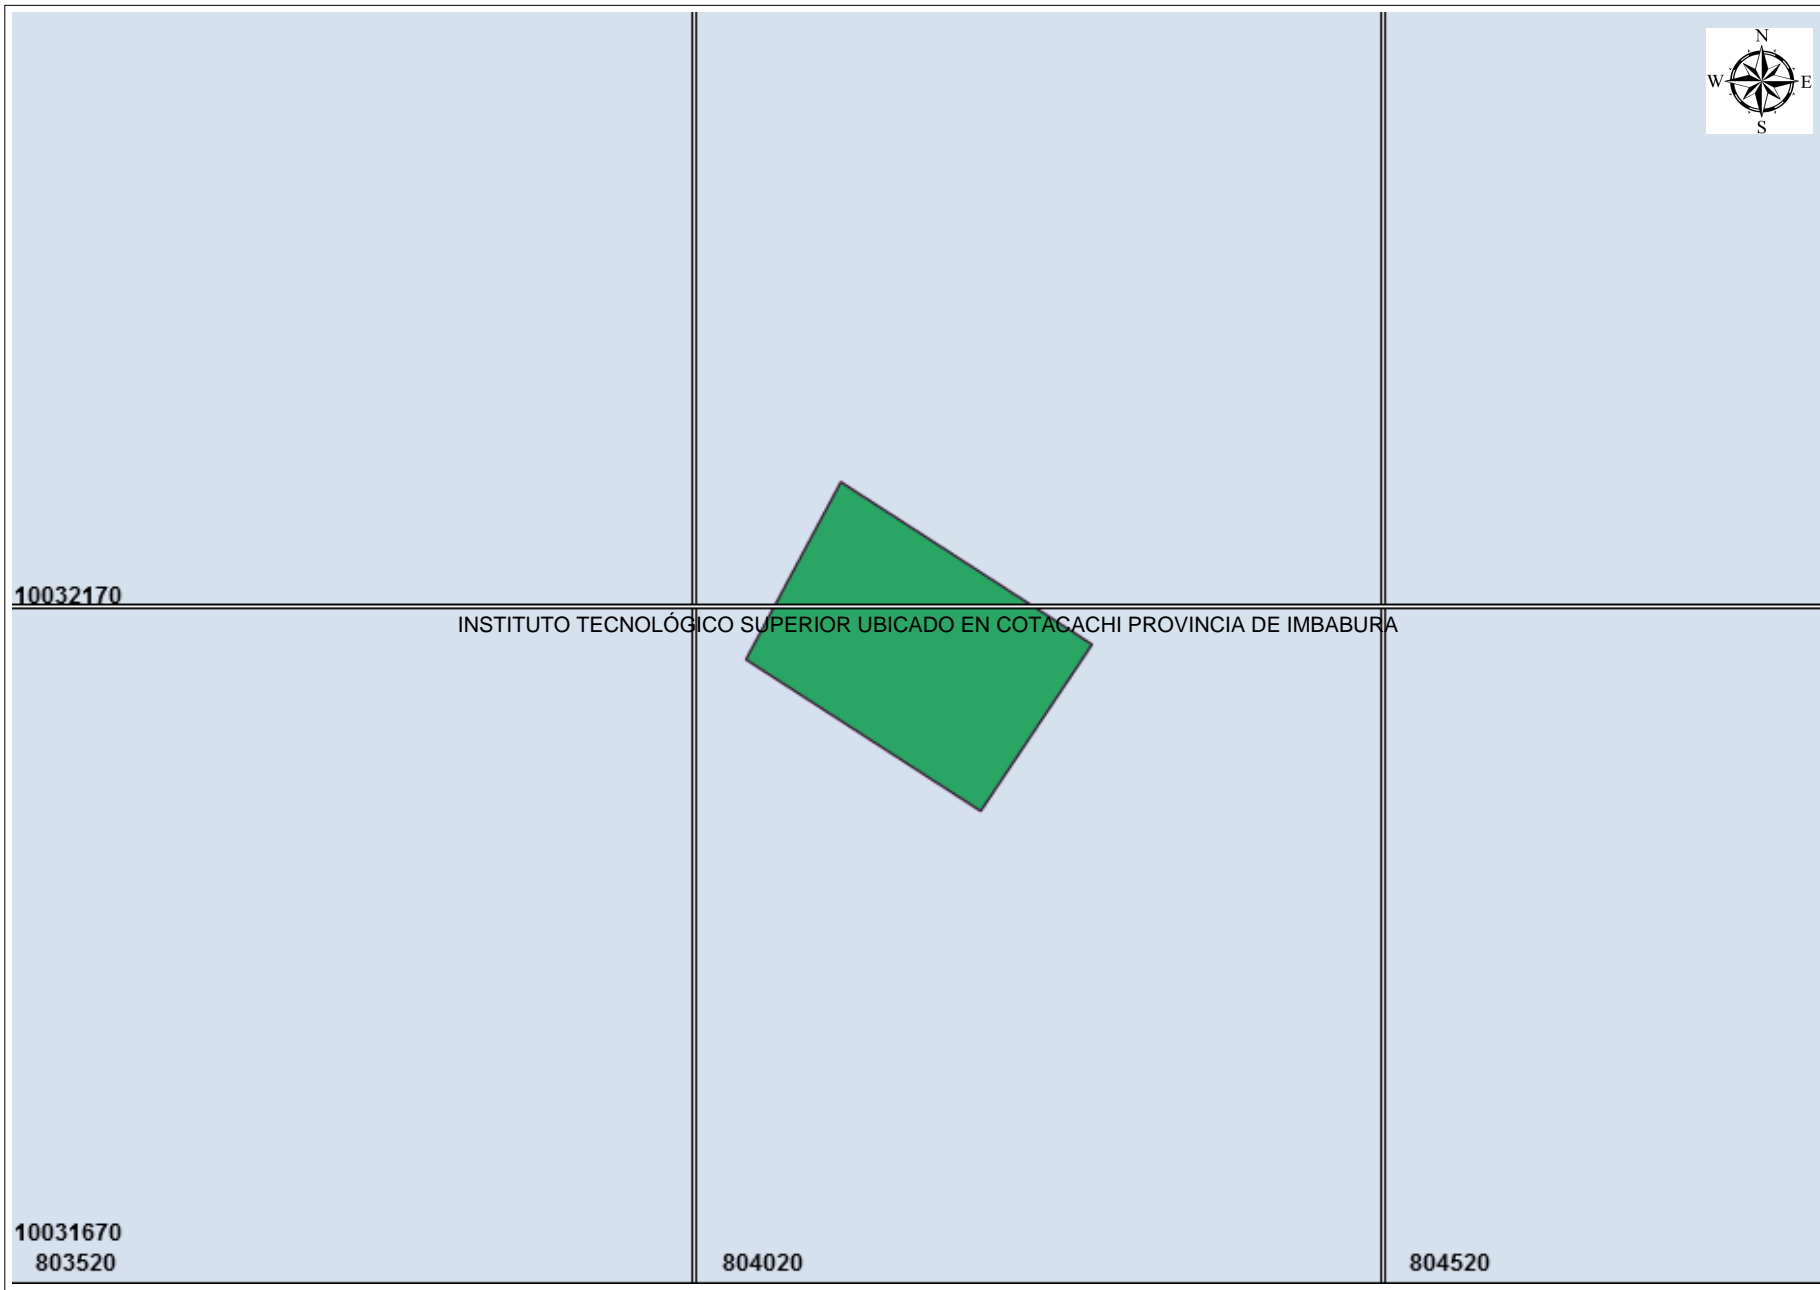 N
W E
S
10032170
INSTITUTO TECNOLÓGICO SUPERIOR UBICADO EN COTACACHI PROVINCIA DE IMBABURA
10031670
803520 804020 804520